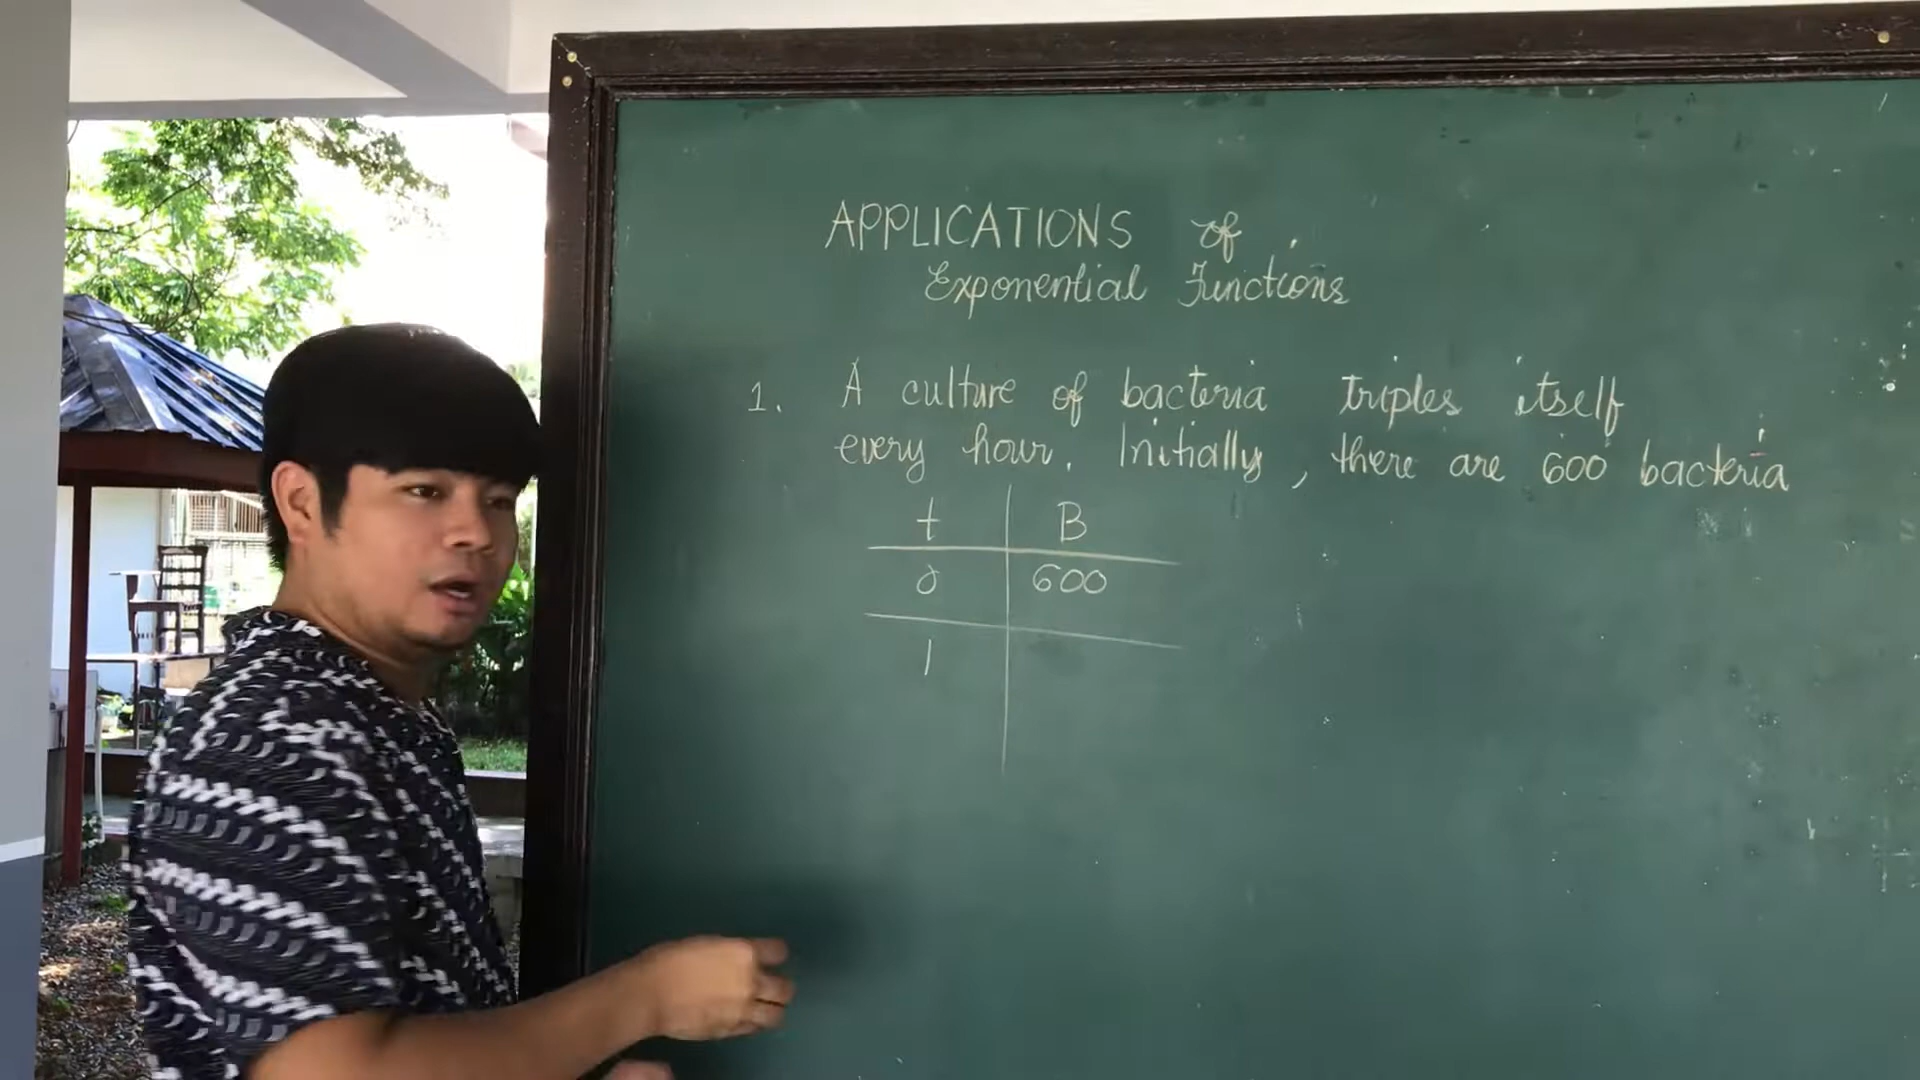 APPLICATIONS of
Exponential Functions
1. A culture of bacteria triples itself
every hour. Initially, there are 600 bacteria
t B
0 600
1